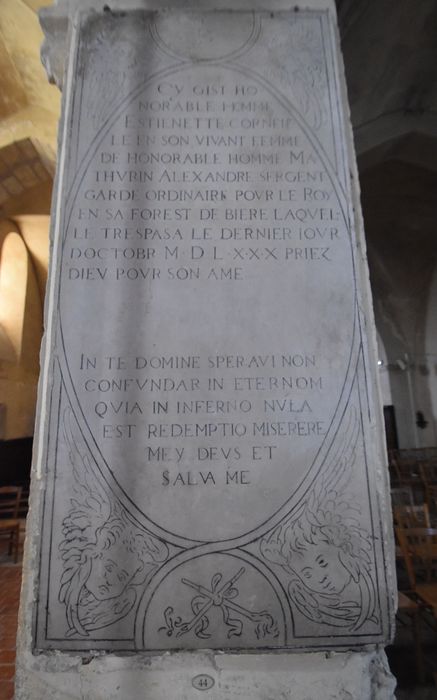 CY GIST HO
NORABLE FEMME
ESTIENETTE CORNEIL
LE EN SON VIVANT FEMME
DE HONORABLE HOMME MA
THVRIN ALEXANDRE SERGENT
GARDE ORDINAIRE POVR LE ROY
EN SA FOREST DE BIERE LAQVEL
LE TRESPASA LE DERNIER IOVR
DOCTOBR M·D·L·X·X·X PRIEZ
DIEV POVR SON AME
IN TE DOMINE SPERAVI NON
CONFVNDAR IN ETERNOM
QVIA IN INFERNO NVLA
EST REDEMPTIO MISERERE
MEY DEVS ET
SALVA ME
44